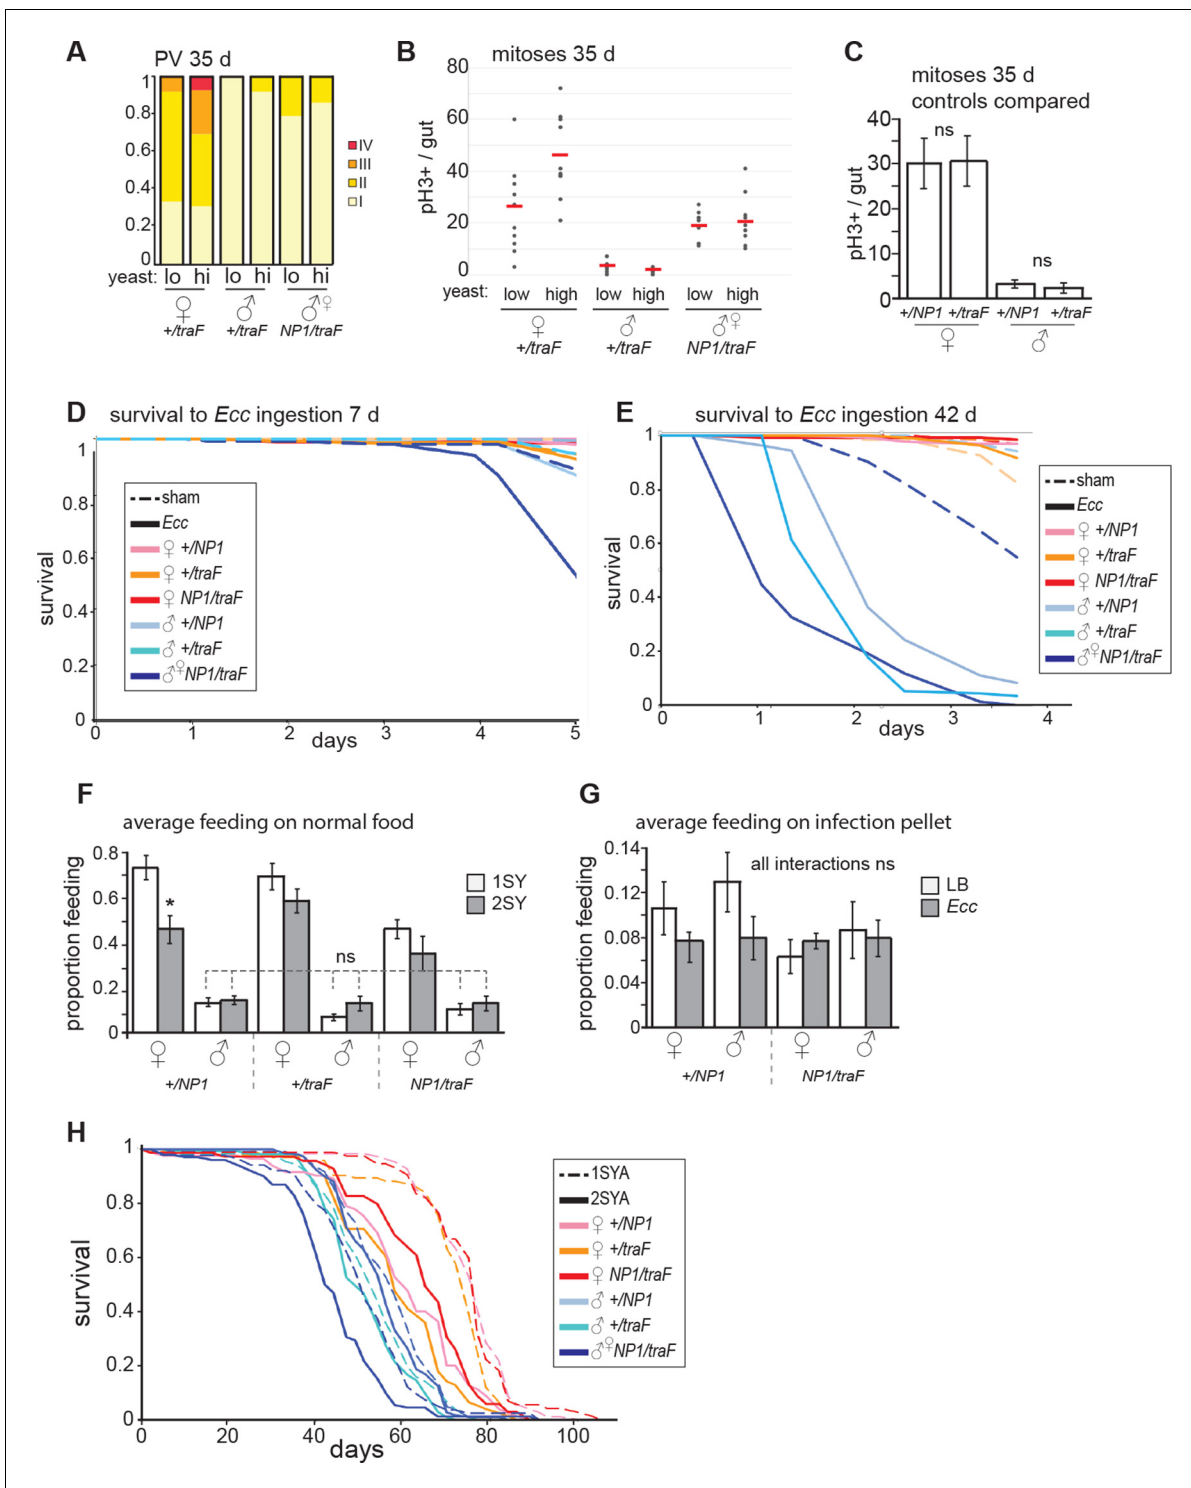 A
PV 35 d
1
0.8
0.6
0.4
0.2
0
IV
III
II
I
yeast: lo hi lo hi lo hi
♀ ♂ ♂♀
+/traF +/traF NP1/traF
B
mitoses 35 d
80
60
40
20
0
pH3+ / gut
yeast: low high low high low high
♀ ♂ ♂♀
+/traF +/traF NP1/traF
C
mitoses 35 d
controls compared
40
30
20
10
0
pH3+ / gut
ns
ns
+/NP1 +/traF +/NP1 +/traF
♀ ♂
D
survival to Ecc ingestion 7 d
1
0.8
0.6
0.4
0.2
0
survival
sham
Ecc
♀ +/NP1
♀ +/traF
♀ NP1/traF
♂ +/NP1
♂ +/traF
♂♀NP1/traF
0 1 2 3 4 5
days
E
survival to Ecc ingestion 42 d
1
0.8
0.6
0.4
0.2
0
survival
sham
Ecc
♀ +/NP1
♀ +/traF
♀ NP1/traF
♂ +/NP1
♂ +/traF
♂♀NP1/traF
0 1 2 3 4
days
F
average feeding on normal food
0.8
0.6
0.4
0.2
0
proportion feeding
*
ns
1SY
2SY
♀ ♂ ♀ ♂ ♀ ♂
+/NP1 +/traF NP1/traF
G
average feeding on infection pellet
0.14
0.12
0.08
0.04
0
proportion feeding
all interactions ns
LB
Ecc
♀ ♂ ♀ ♂
+/NP1 NP1/traF
H
1
0.8
0.6
0.4
0.2
0
survival
1SYA
2SYA
♀ +/NP1
♀ +/traF
♀ NP1/traF
♂ +/NP1
♂ +/traF
♂♀NP1/traF
0 20 40 60 80 100
days